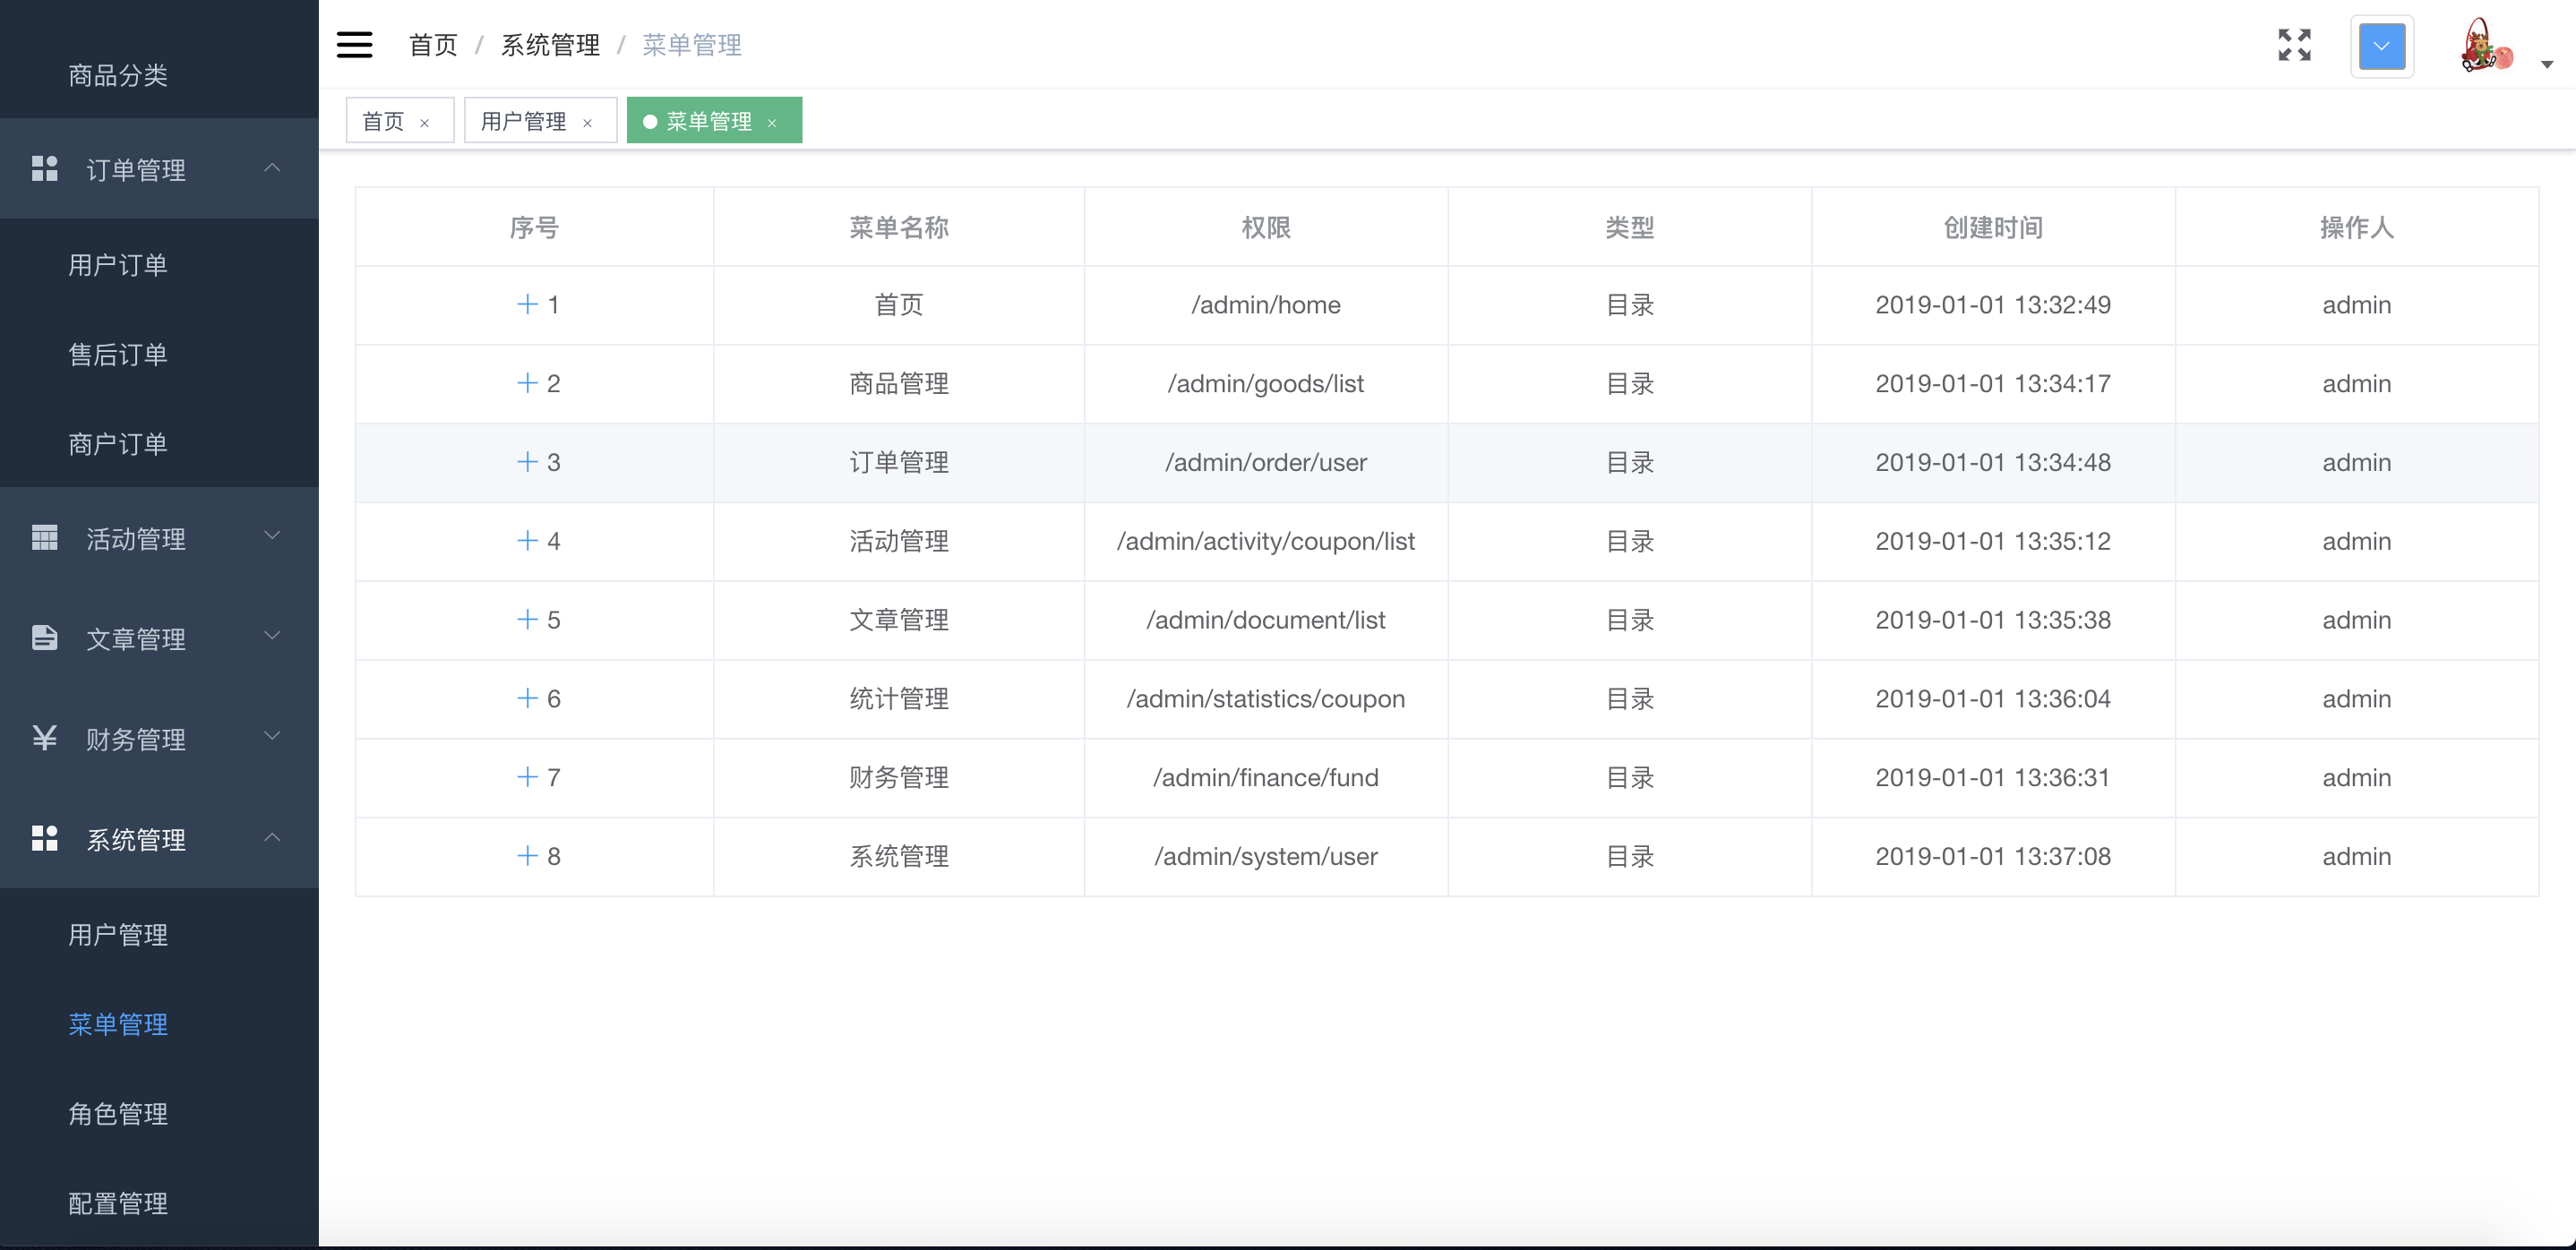 商品分类
订单管理
用户订单
售后订单
商户订单
活动管理
文章管理
财务管理
系统管理
用户管理
菜单管理
角色管理
配置管理
首页 / 系统管理 / 菜单管理
首页 × 用户管理 × 菜单管理 ×
序号 菜单名称 权限 类型 创建时间 操作人
1 首页 /admin/home 目录 2019-01-01 13:32:49 admin
2 商品管理 /admin/goods/list 目录 2019-01-01 13:34:17 admin
3 订单管理 /admin/order/user 目录 2019-01-01 13:34:48 admin
4 活动管理 /admin/activity/coupon/list 目录 2019-01-01 13:35:12 admin
5 文章管理 /admin/document/list 目录 2019-01-01 13:35:38 admin
6 统计管理 /admin/statistics/coupon 目录 2019-01-01 13:36:04 admin
7 财务管理 /admin/finance/fund 目录 2019-01-01 13:36:31 admin
8 系统管理 /admin/system/user 目录 2019-01-01 13:37:08 admin